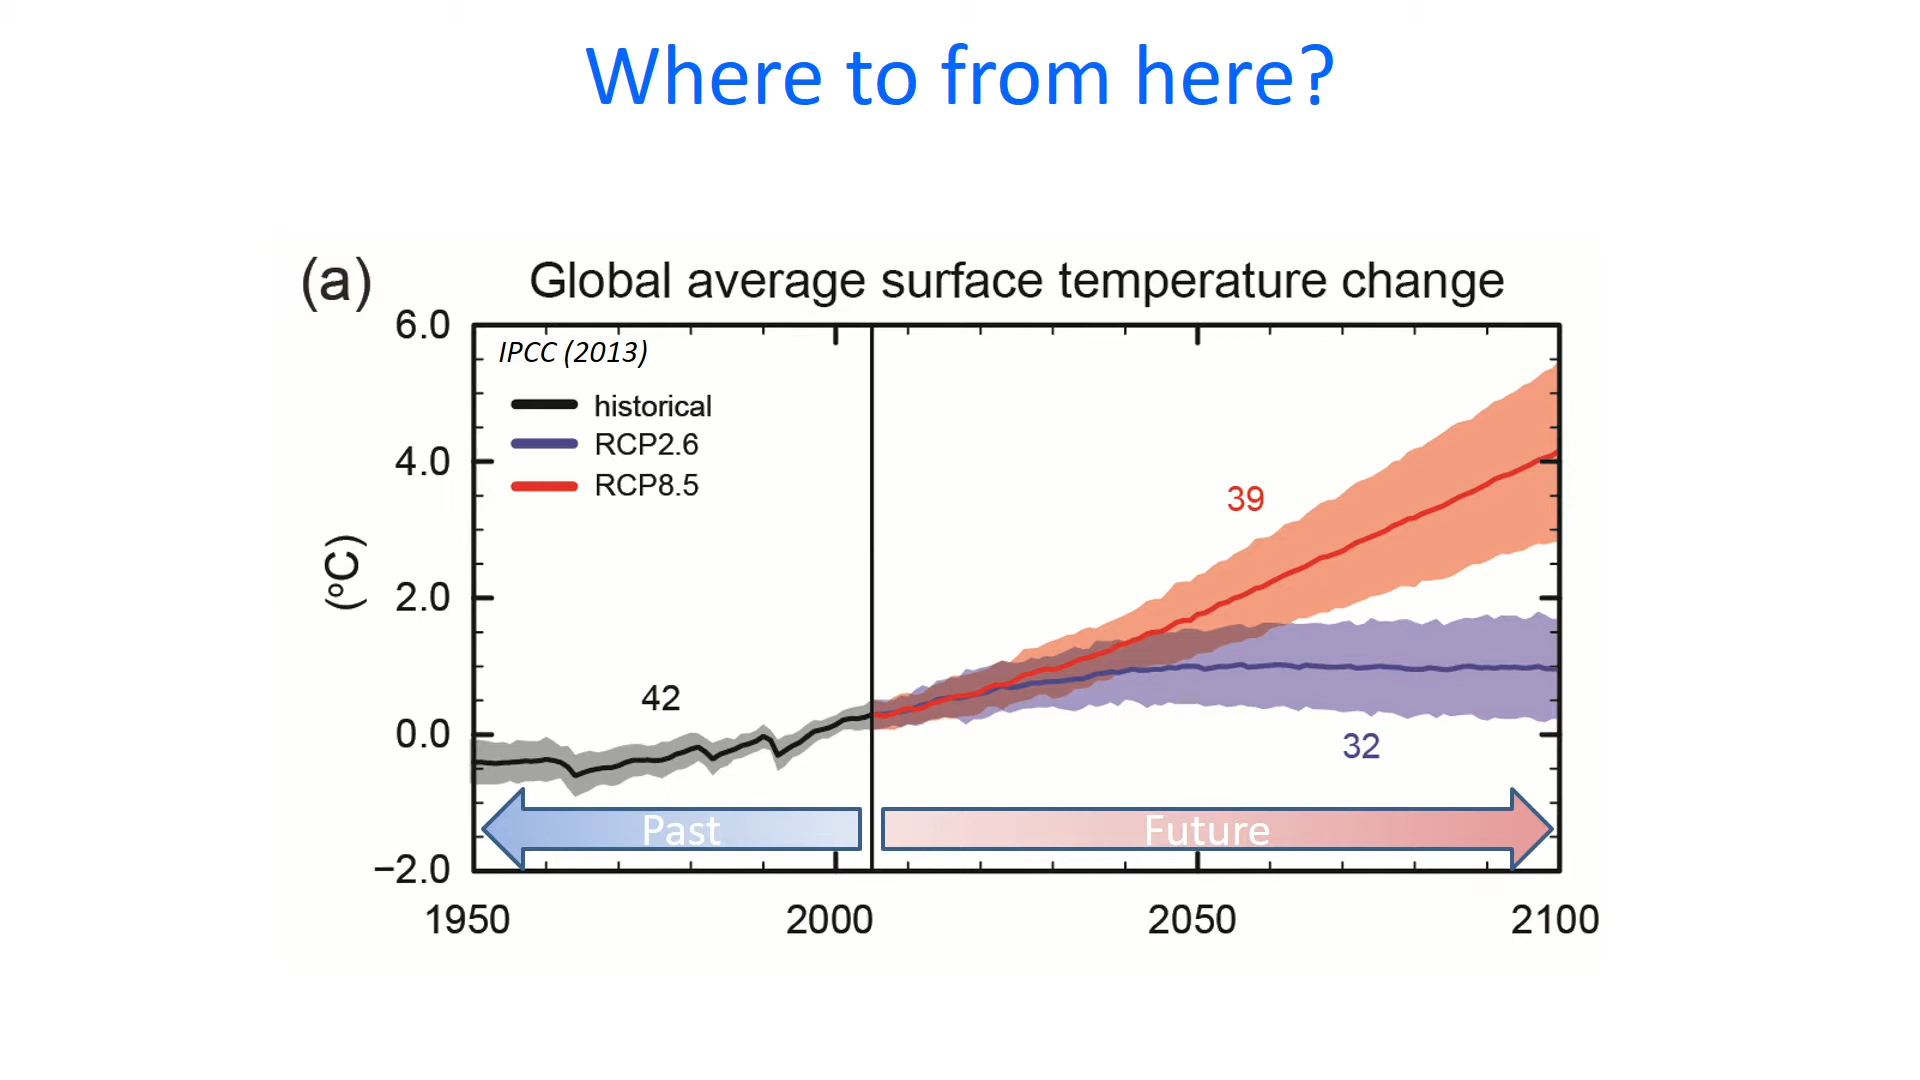 Where to from here?
(a) Global average surface temperature change
6.0
IPCC (2013)
historical
RCP2.6
RCP8.5
4.0
39
(°C)
2.0
42
0.0
32
Past
Future
−2.0
1950 2000 2050 2100